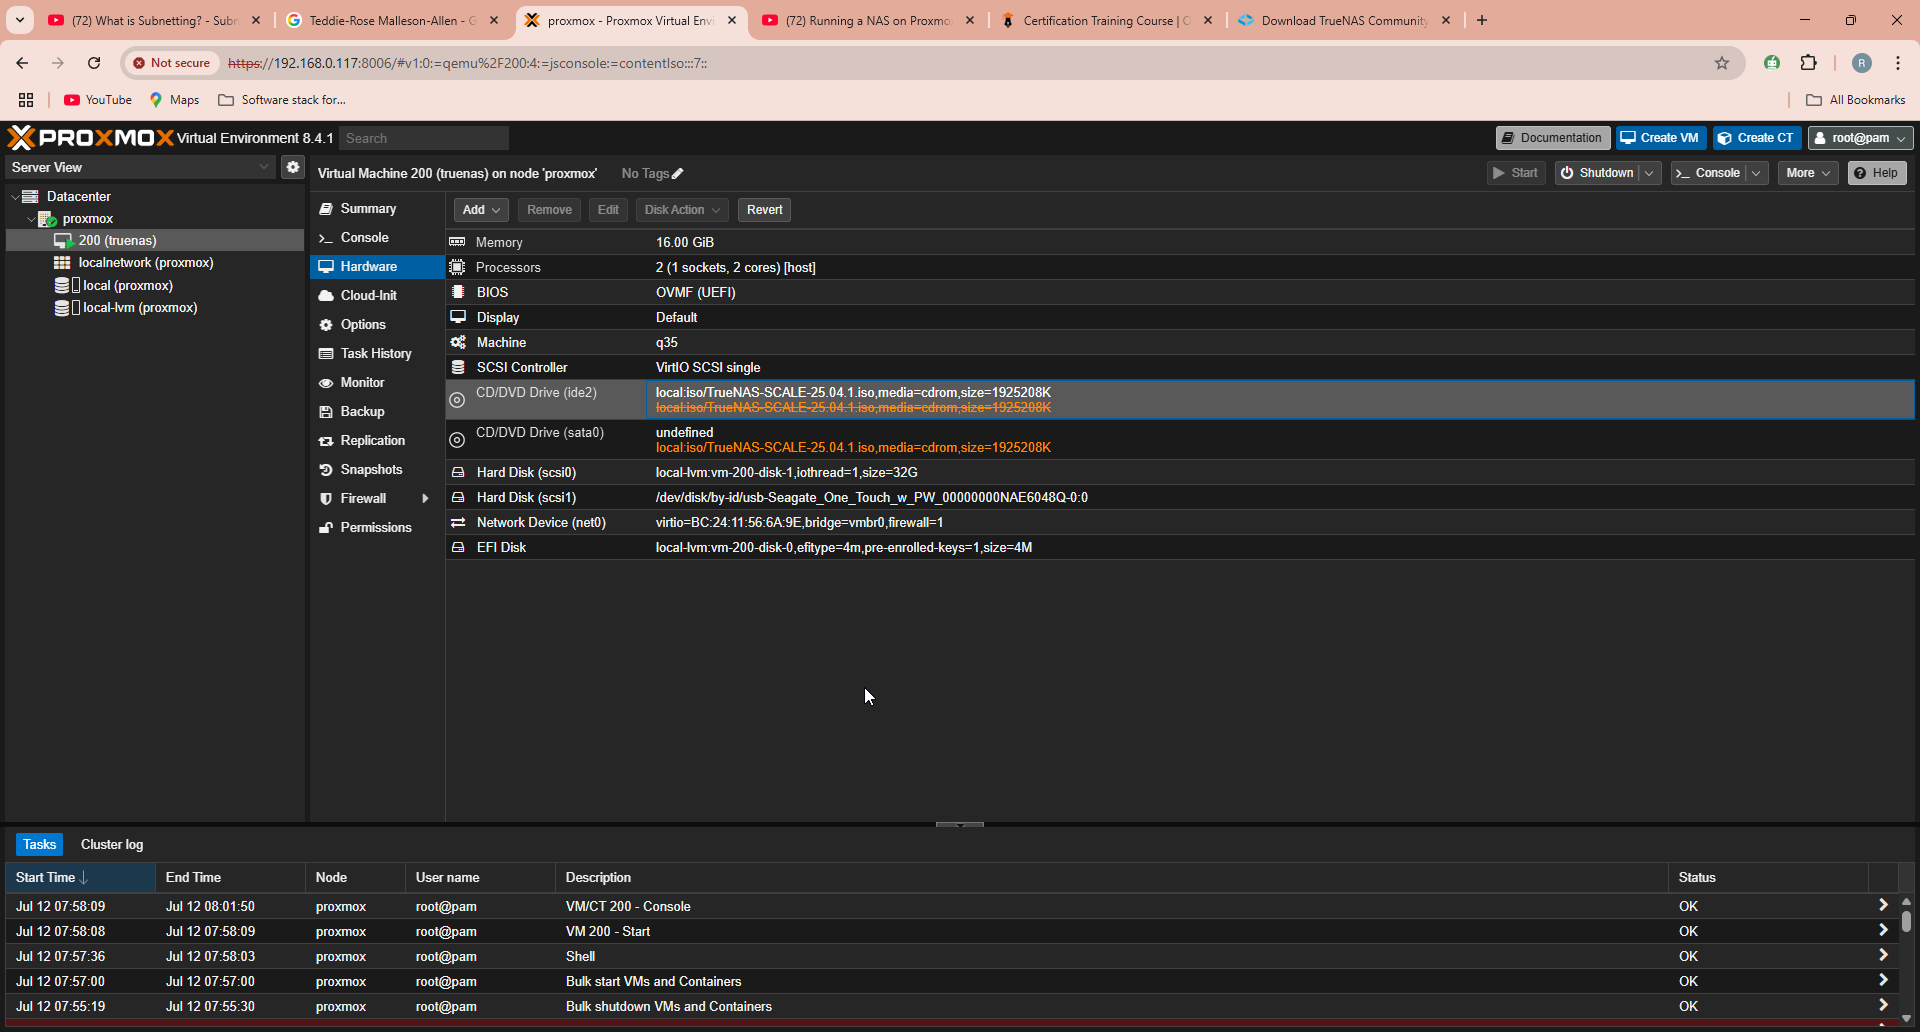 (72) What is Subnetting? - Subn
Teddie-Rose Malleson-Allen - G
proxmox - Proxmox Virtual Envi
(72) Running a NAS on Proxmo
Certification Training Course | C
Download TrueNAS Community
Not secure
https://192.168.0.117:8006/#v1:0:=qemu%2F200:4:=jsconsole:=contentIso:::7::
R
YouTube
Maps
Software stack for...
All Bookmarks
PROXMOX Virtual Environment 8.4.1
Search
Documentation
Create VM
Create CT
root@pam
Server View
Virtual Machine 200 (truenas) on node 'proxmox'
No Tags
Start
Shutdown
Console
More
Help
Datacenter
proxmox
200 (truenas)
localnetwork (proxmox)
local (proxmox)
local-lvm (proxmox)
Summary
Console
Hardware
Cloud-Init
Options
Task History
Monitor
Backup
Replication
Snapshots
Firewall
Permissions
Add
Remove
Edit
Disk Action
Revert
Memory 16.00 GiB
Processors 2 (1 sockets, 2 cores) [host]
BIOS OVMF (UEFI)
Display Default
Machine q35
SCSI Controller VirtIO SCSI single
CD/DVD Drive (ide2) local:iso/TrueNAS-SCALE-25.04.1.iso,media=cdrom,size=1925208K
local:iso/TrueNAS-SCALE-25.04.1.iso,media=cdrom,size=1925208K
CD/DVD Drive (sata0) undefined
local:iso/TrueNAS-SCALE-25.04.1.iso,media=cdrom,size=1925208K
Hard Disk (scsi0) local-lvm:vm-200-disk-1,iothread=1,size=32G
Hard Disk (scsi1) /dev/disk/by-id/usb-Seagate_One_Touch_w_PW_00000000NAE6048Q-0:0
Network Device (net0) virtio=BC:24:11:56:6A:9E,bridge=vmbr0,firewall=1
EFI Disk local-lvm:vm-200-disk-0,efitype=4m,pre-enrolled-keys=1,size=4M
Tasks
Cluster log
Start Time End Time Node User name Description Status
Jul 12 07:58:09 Jul 12 08:01:50 proxmox root@pam VM/CT 200 - Console OK
Jul 12 07:58:08 Jul 12 07:58:09 proxmox root@pam VM 200 - Start OK
Jul 12 07:57:36 Jul 12 07:58:03 proxmox root@pam Shell OK
Jul 12 07:57:00 Jul 12 07:57:00 proxmox root@pam Bulk start VMs and Containers OK
Jul 12 07:55:19 Jul 12 07:55:30 proxmox root@pam Bulk shutdown VMs and Containers OK